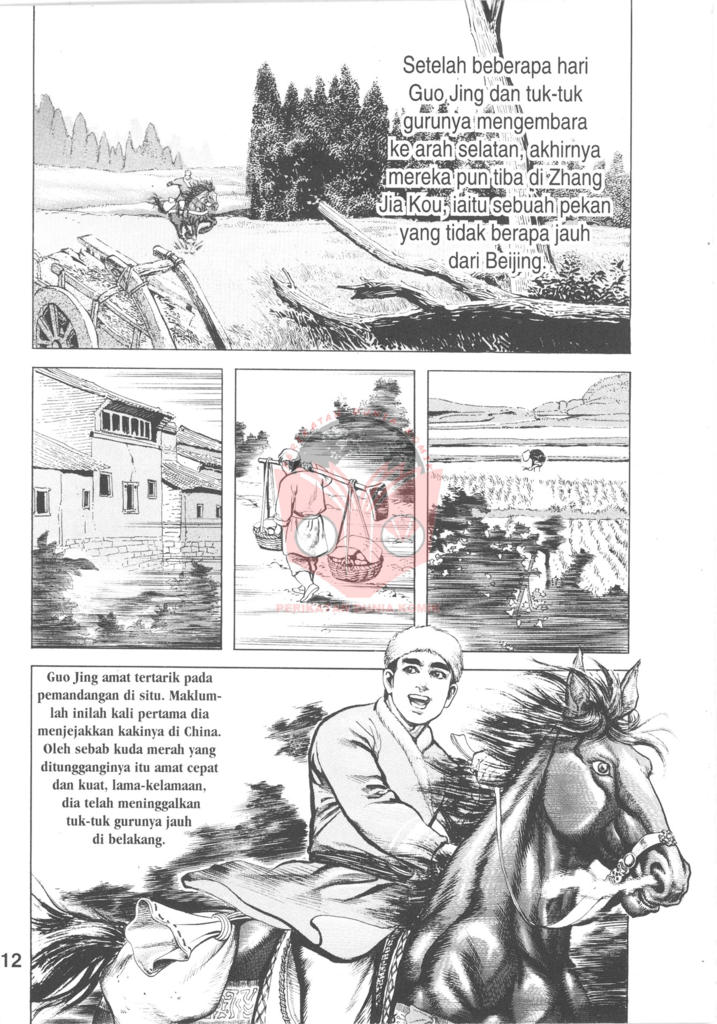 Setelah beberapa hari
Guo Jing dan tuk-tuk
gurunya mengembara
ke arah selatan, akhirnya
mereka pun tiba di Zhang
Jia Kou, iaitu sebuah pekan
yang tidak berapa jauh
dari Beijing.
Guo Jing amat tertarik pada
pemandangan di situ. Maklum-
lah inilah kali pertama dia
menjejakkan kakinya di China.
Oleh sebab kuda merah yang
ditungganginya itu amat cepat
dan kuat, lama-kelamaan,
dia telah meninggalkan
tuk-tuk gurunya jauh
di belakang.
12